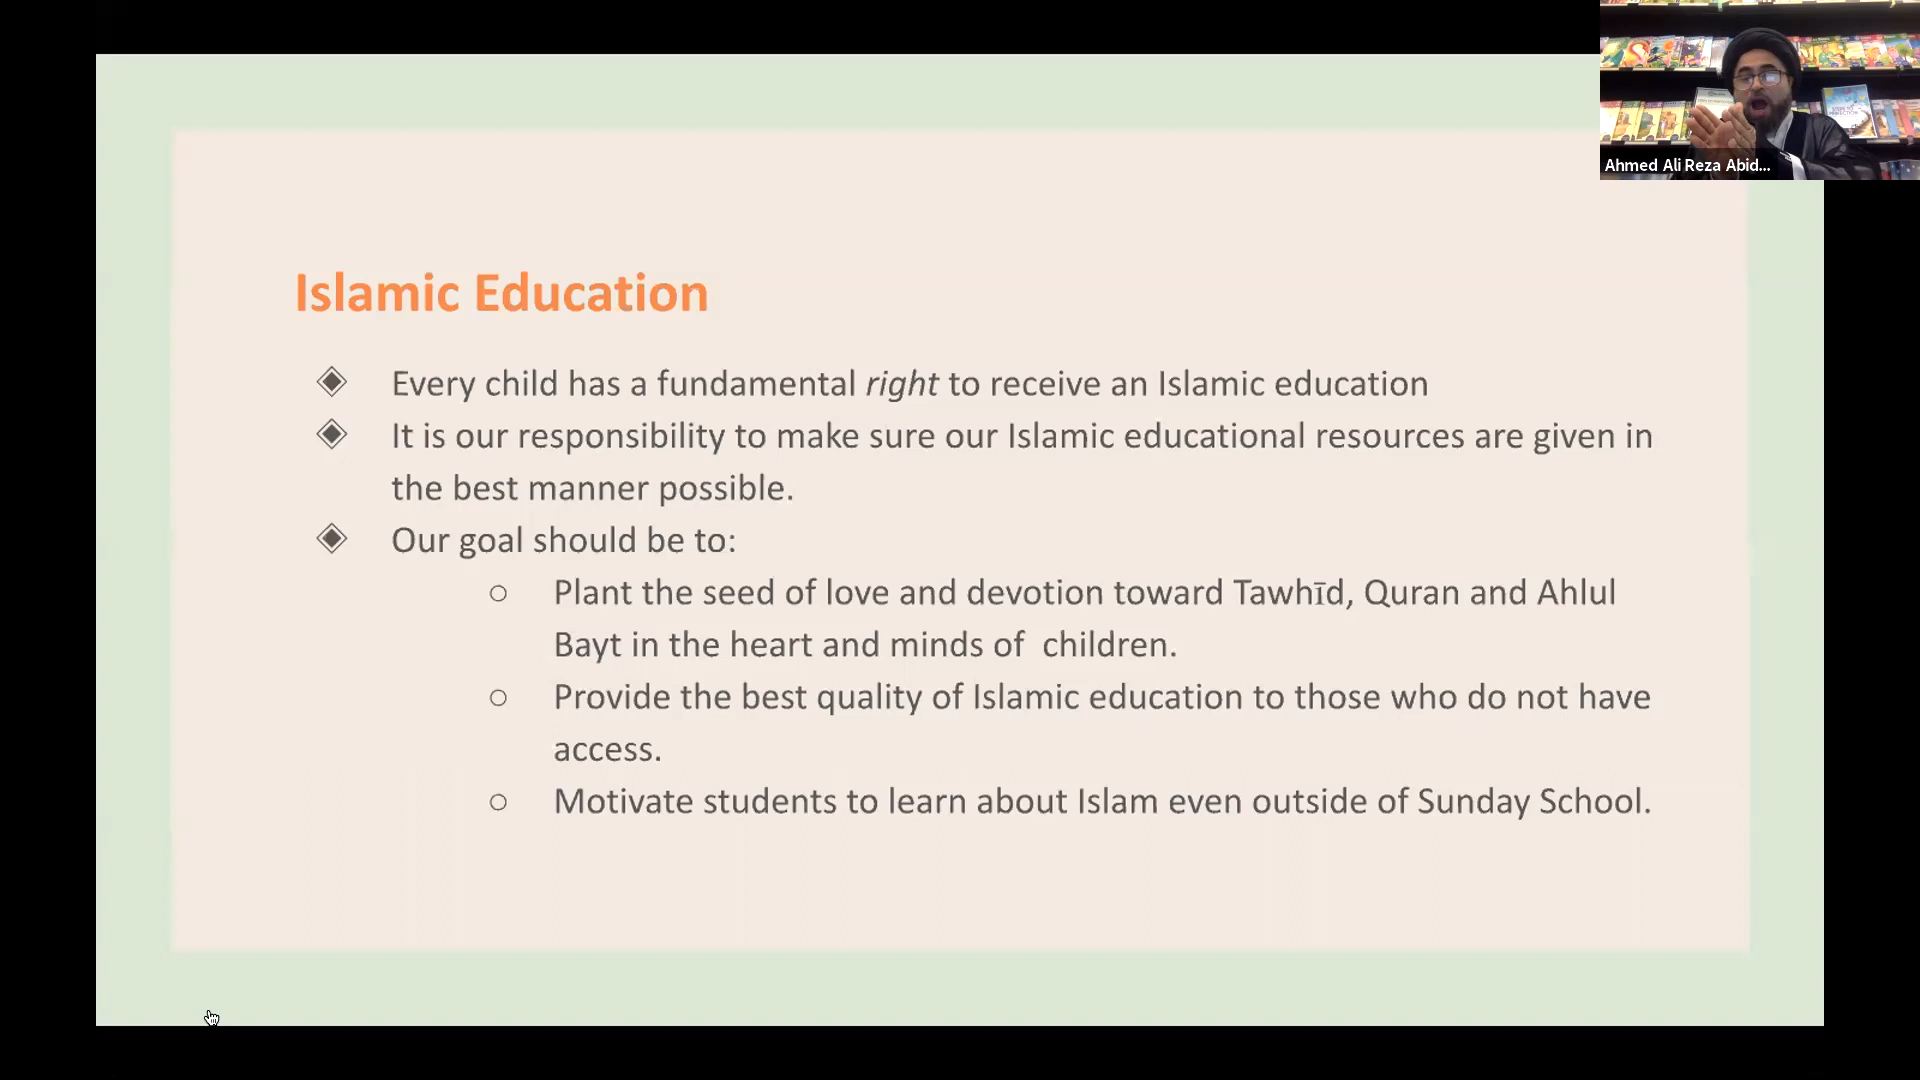 Ahmed Ali Reza Abid...
Islamic Education
Every child has a fundamental right to receive an Islamic education
It is our responsibility to make sure our Islamic educational resources are given in
the best manner possible.
Our goal should be to:
Plant the seed of love and devotion toward Tawhīd, Quran and Ahlul
Bayt in the heart and minds of  children.
Provide the best quality of Islamic education to those who do not have
access.
Motivate students to learn about Islam even outside of Sunday School.